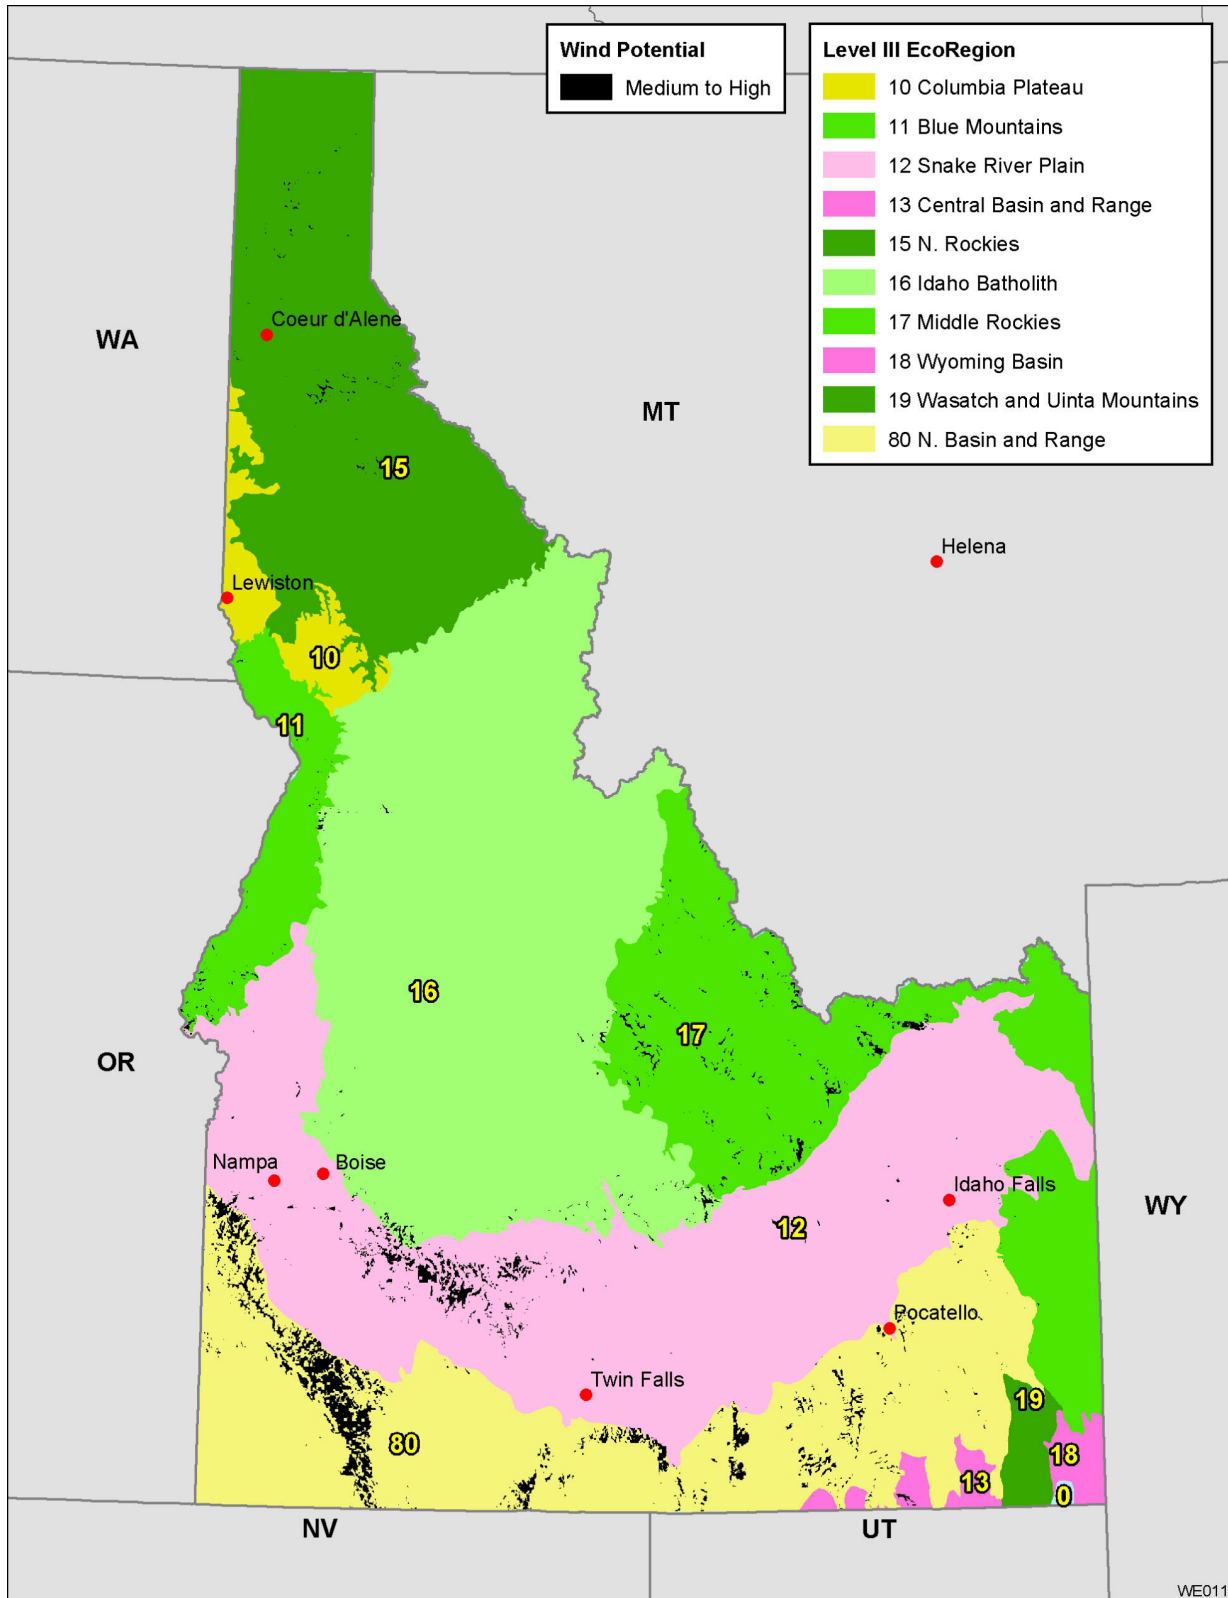 Wind Potential
Medium to High
Level III EcoRegion
10 Columbia Plateau
11 Blue Mountains
12 Snake River Plain
13 Central Basin and Range
15 N. Rockies
16 Idaho Batholith
17 Middle Rockies
18 Wyoming Basin
19 Wasatch and Uinta Mountains
80 N. Basin and Range
Coeur d'Alene
WA
MT
15
Helena
Lewiston
10
11
16
17
OR
Nampa
Boise
Idaho Falls
WY
12
Pocatello
Twin Falls
19
80
18
13
0
NV
UT
WE011